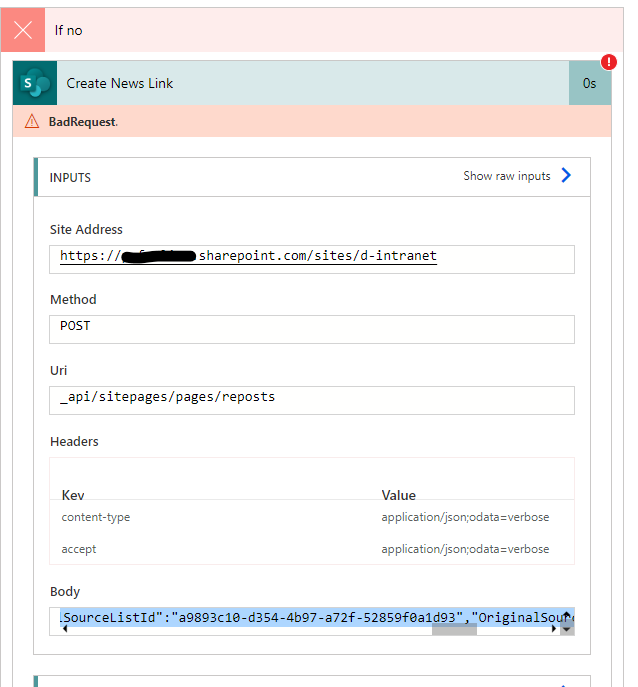 If no
S
Create News Link
0s
BadRequest.
INPUTS
Show raw inputs
Site Address
https://
sharepoint.com/sites/d-intranet
Method
POST
Uri
_api/sitepages/pages/reposts
Headers
Key
Value
content-type
application/json;odata=verbose
accept
application/json;odata=verbose
Body
SourceListId":"a9893c10-d354-4b97-a72f-52859f0a1d93","OriginalSour